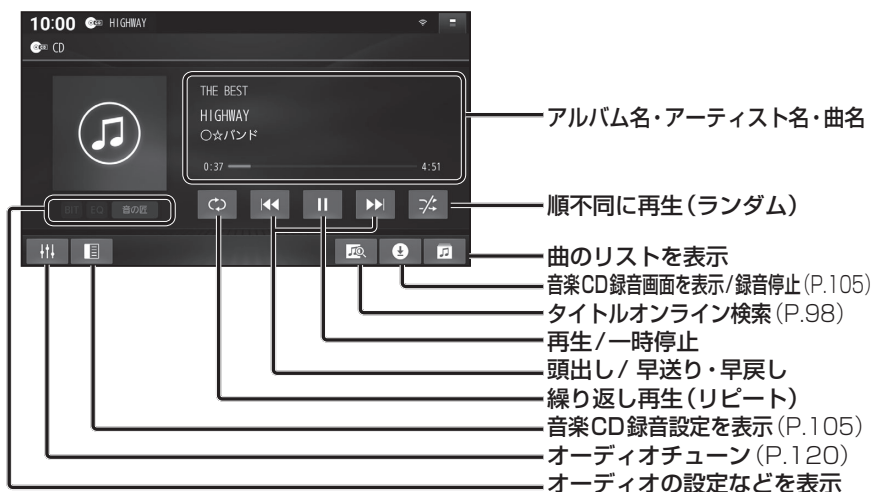 10:00 HIGHWAY
CD
THE BEST
HIGHWAY
○☆バンド
0:37 4:51
BIT EQ 音の匠
アルバム名・アーティスト名・曲名
順不同に再生(ランダム)
曲のリストを表示
音楽CD録音画面を表示/録音停止(P.105)
タイトルオンライン検索(P.98)
再生/一時停止
頭出し/ 早送り・早戻し
繰り返し再生(リピート)
音楽CD録音設定を表示(P.105)
オーディオチューン(P.120)
オーディオの設定などを表示